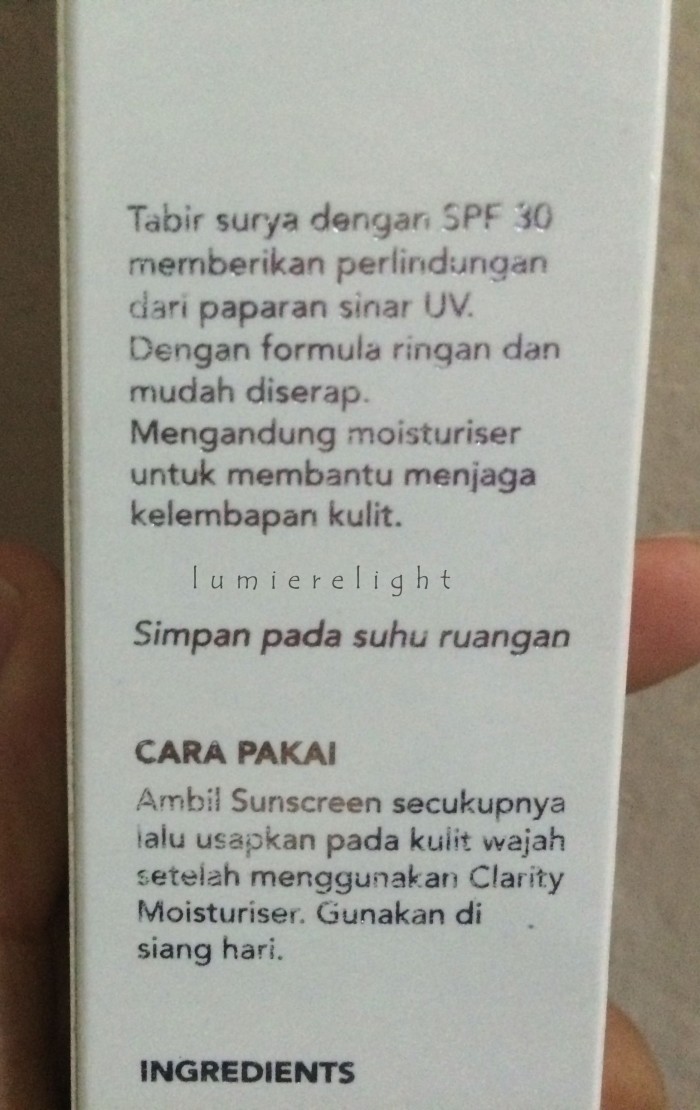 Tabir surya dengan SPF 30
memberikan perlindungan
dari paparan sinar UV.
Dengan formula ringan dan
mudah diserap.
Mengandung moisturiser
untuk membantu menjaga
kelembapan kulit.
lumierelight
Simpan pada suhu ruangan
CARA PAKAI
Ambil Sunscreen secukupnya
lalu usapkan pada kulit wajah
setelah menggunakan Clarity
Moisturiser. Gunakan di
siang hari.
INGREDIENTS